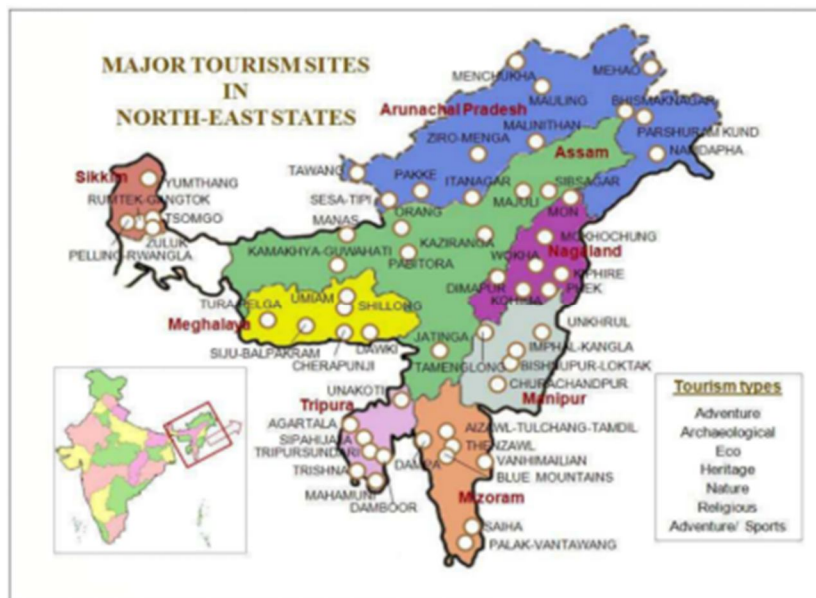 MAJOR TOURISM SITES
IN
NORTH-EAST STATES
MENCHUKHA
MEHAO
MAULING
Arunachal Pradesh
BHISMAKNAGAR
MALINITHAN
PARSHURAM KUND
ZIRO-MENGA
Assam
NAMDAPHA
TAWANG
Sikkim
YUMTHANG
PAKKE
ITANAGAR
SIBSAGAR
RUMTEK-GANGTOK
SESA-TIPI
MAJULI
MON
TSOMGO
MANAS
ORANG
ZULUK
KAZIRANGA
MOKHOCHUNG
PELLING-RWANGLA
KAMAKHYA-GUWAHATI
PABITORA
WOKHA
Nagaland
KIPHIRE
DIMAPUR
PHEK
TURA-PELGA
UMIAM
SHILLONG
KOHIMA
Meghalaya
UNKHRUL
JATINGA
SIJU-BALPAKRAM
DAWKI
IMPHAL-KANGLA
CHERAPUNJI
TAMENGLONG
BISHNUPUR-LOKTAK
UNAKOTI
CHURACHANDPUR
Tripura
Manipur
AGARTALA
AIZAWL-TULCHANG-TAMDIL
SIPAHIJALA
THENZAWL
TRIPURSUNDARI
DAMPA
VANHIMAILIAN
TRISHNA
BLUE MOUNTAINS
MAHAMUNI
Mizoram
DAMBOOR
SAIHA
PALAK-VANTAWANG
Tourism types
Adventure
Archaeological
Eco
Heritage
Nature
Religious
Adventure/ Sports